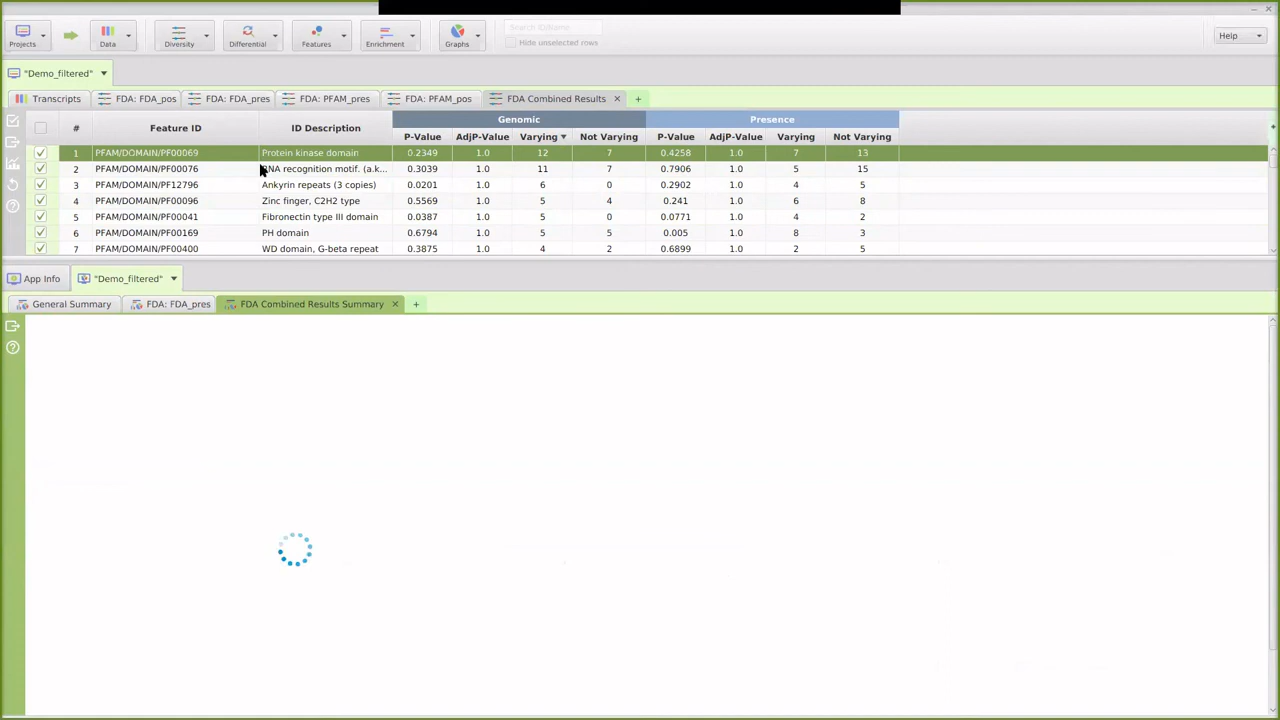 Search ID/Name
Projects Data Diversity Differential Features Enrichment Graphs Hide unselected rows Help
"Demo_filtered"
Transcripts FDA: FDA_pos FDA: FDA_pres FDA: PFAM_pres FDA: PFAM_pos FDA Combined Results × +
Genomic Presence
# Feature ID ID Description P-Value AdjP-Value Varying Not Varying P-Value AdjP-Value Varying Not Varying
1 PFAM/DOMAIN/PF00069 Protein kinase domain 0.2349 1.0 12 7 0.4258 1.0 7 13
2 PFAM/DOMAIN/PF00076 RNA recognition motif. (a.k... 0.3039 1.0 11 7 0.7906 1.0 5 15
3 PFAM/DOMAIN/PF12796 Ankyrin repeats (3 copies) 0.0201 1.0 6 0 0.2902 1.0 4 5
4 PFAM/DOMAIN/PF00096 Zinc finger, C2H2 type 0.5569 1.0 5 4 0.241 1.0 6 8
5 PFAM/DOMAIN/PF00041 Fibronectin type III domain 0.0387 1.0 5 0 0.0771 1.0 4 2
6 PFAM/DOMAIN/PF00169 PH domain 0.6794 1.0 5 5 0.005 1.0 8 3
7 PFAM/DOMAIN/PF00400 WD domain, G-beta repeat 0.3875 1.0 4 2 0.6899 1.0 2 5
App Info "Demo_filtered"
General Summary FDA: FDA_pres FDA Combined Results Summary × +